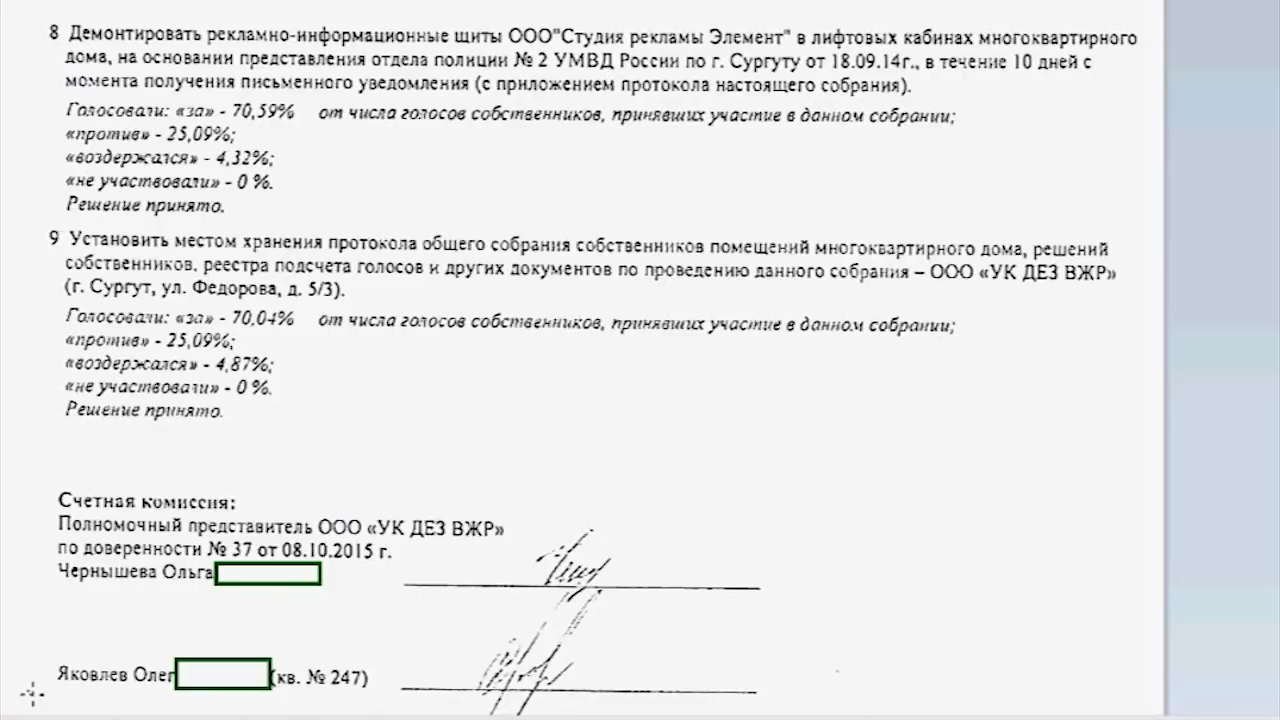 8 Демонтировать рекламно-информационные щиты ООО"Студия рекламы Элемент" в лифтовых кабинах многоквартирного
дома, на основании представления отдела полиции № 2 УМВД России по г. Сургуту от 18.09.14г., в течение 10 дней с
момента получения письменного уведомления (с приложением протокола настоящего собрания).
Голосовали: «за» - 70,59% от числа голосов собственников, принявших участие в данном собрании;
«против» - 25,09%;
«воздержался» - 4,32%;
«не участвовали» - 0 %.
Решение принято.
9 Установить местом хранения протокола общего собрания собственников помещений многоквартирного дома, решений
собственников, реестра подсчета голосов и других документов по проведению данного собрания – ООО «УК ДЕЗ ВЖР»
(г. Сургут, ул. Федорова, д. 5/3).
Голосовали: «за» - 70,04% от числа голосов собственников, принявших участие в данном собрании;
«против» - 25,09%;
«воздержался» - 4,87%;
«не участвовали» - 0 %.
Решение принято.
Счетная комиссия:
Полномочный представитель ООО «УК ДЕЗ ВЖР»
по доверенности № 37 от 08.10.2015 г.
Чернышева Ольга
Яковлев Олег (кв. № 247)